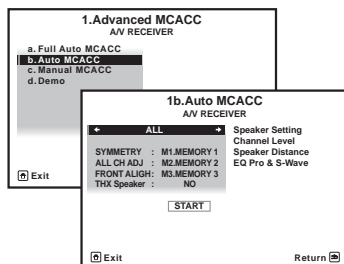 1.Advanced MCACC
A/V RECEIVER
a. Full Auto MCACC
b. Auto MCACC
c. Manual MCACC
d. Demo
Exit
1b.Auto MCACC
A/V RECEIVER
ALL
SYMMETRY : M1.MEMORY 1
ALL CH ADJ : M2.MEMORY 2
FRONT ALIGH: M3.MEMORY 3
THX Speaker : NO
START
Speaker Setting
Channel Level
Speaker Distance
EQ Pro & S-Wave
Exit
Return